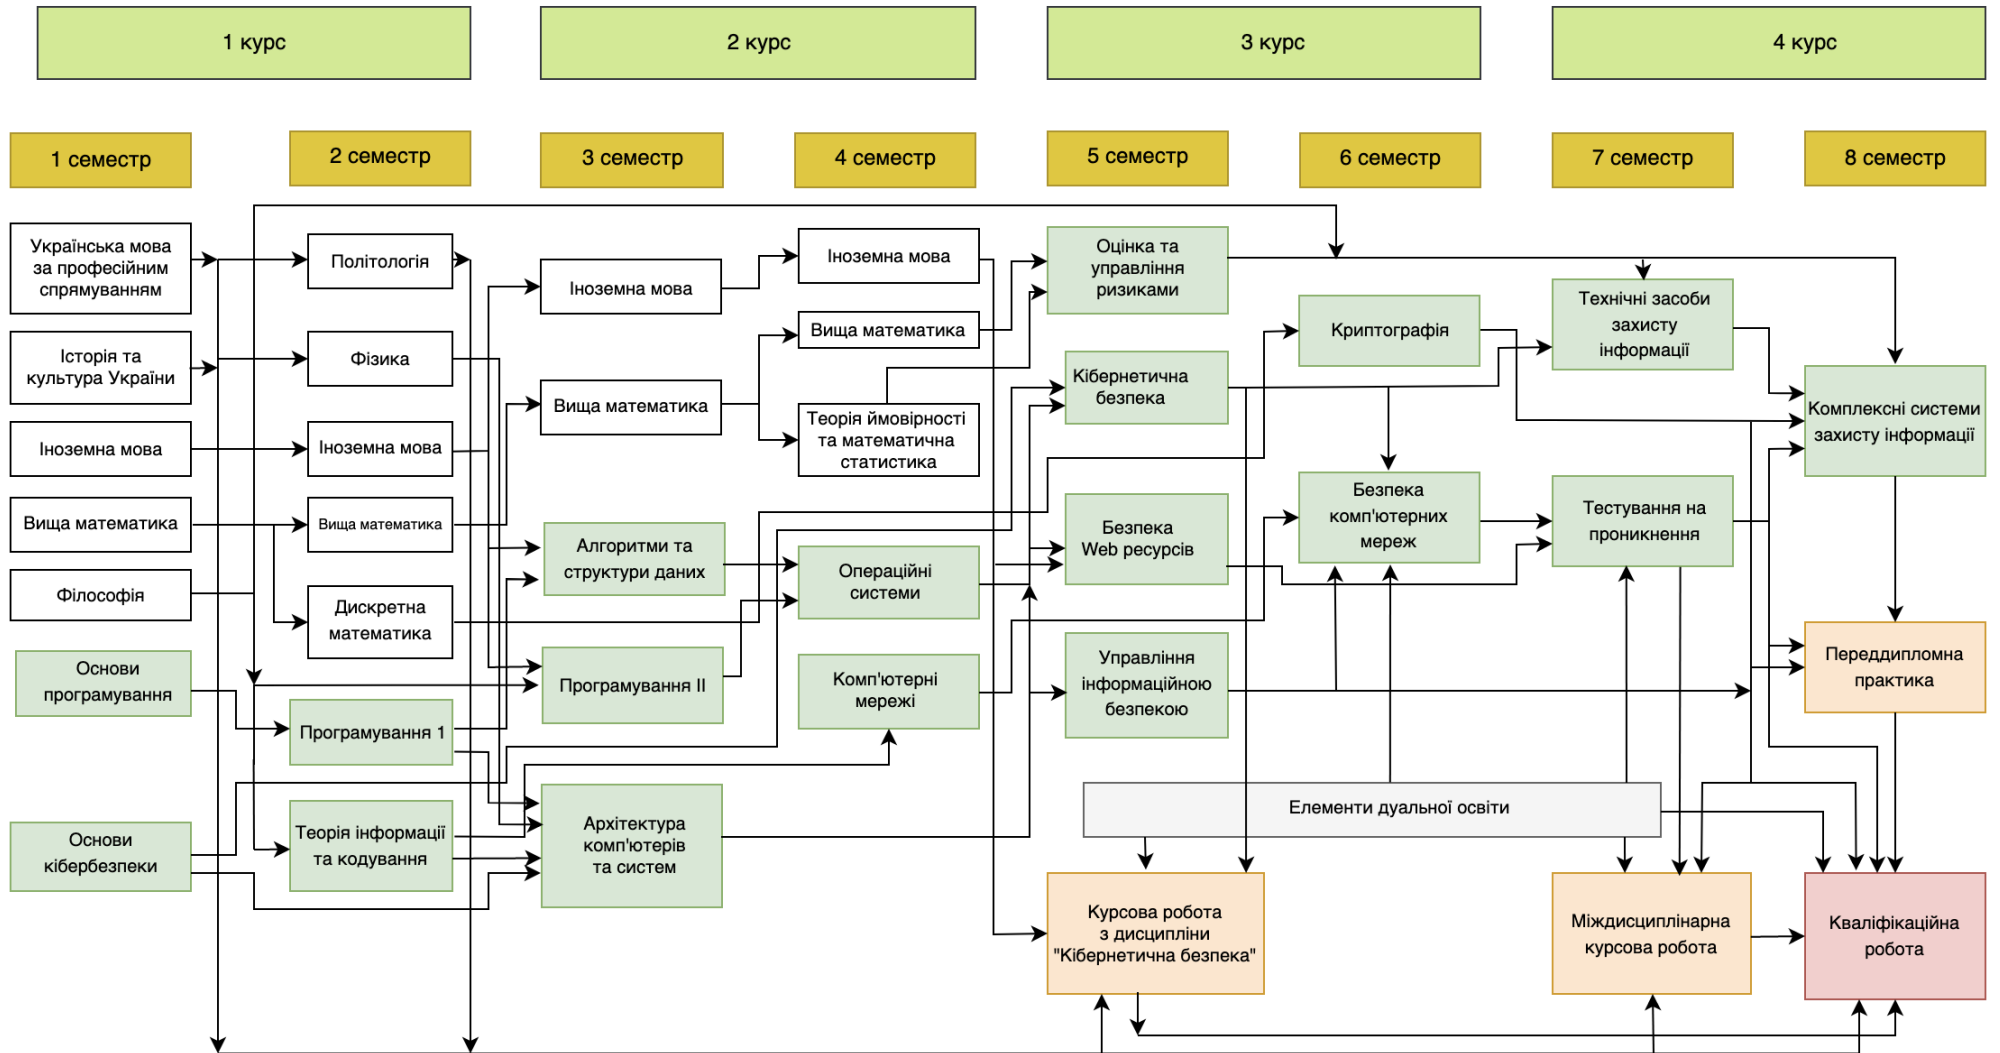 1 курс
2 курс
3 курс
4 курс
1 семестр
2 семестр
3 семестр
4 семестр
5 семестр
6 семестр
7 семестр
8 семестр
Українська мова
за професійним
спрямуванням
Історія та
культура України
Іноземна мова
Вища математика
Філософія
Основи
програмування
Основи
кібербезпеки
Політологія
Фізика
Іноземна мова
Вища математика
Дискретна
математика
Програмування 1
Теорія інформації
та кодування
Іноземна мова
Вища математика
Алгоритми та
структури даних
Програмування II
Архітектура
комп'ютерів
та систем
Іноземна мова
Вища математика
Теорія ймовірності
та математична
статистика
Операційні
системи
Комп'ютерні
мережі
Оцінка та
управління
ризиками
Кібернетична
безпека
Безпека
Web ресурсів
Управління
інформаційною
безпекою
Елементи дуальної освіти
Курсова робота
з дисципліни
"Кібернетична безпека"
Криптографія
Безпека
комп'ютерних
мереж
Технічні засоби
захисту
інформації
Тестування на
проникнення
Міждисциплінарна
курсова робота
Комплексні системи
захисту інформації
Переддипломна
практика
Кваліфікаційна
робота